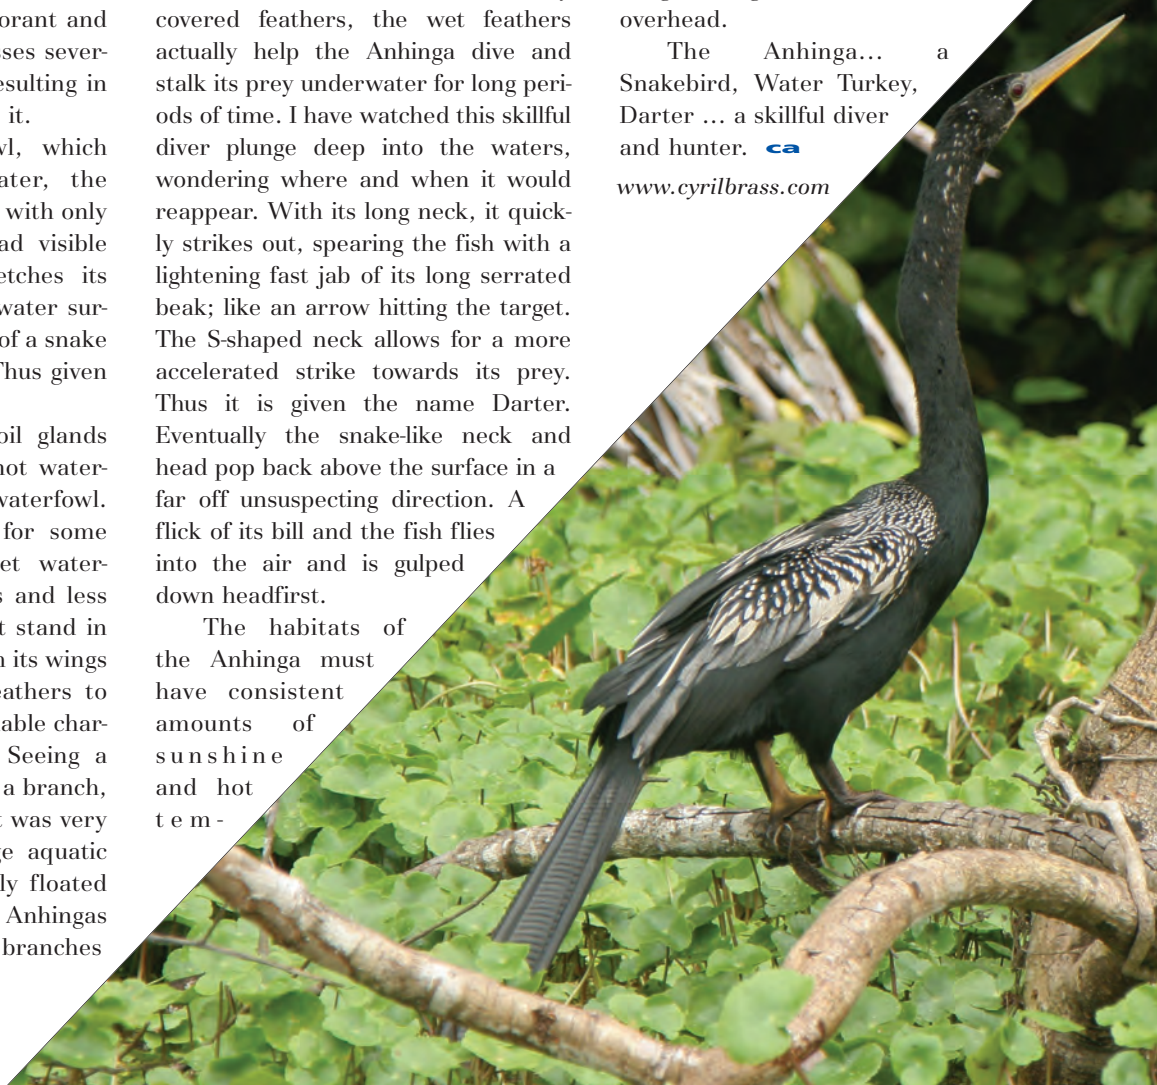 orant and
sses sever-
esulting in
it.
wl, which
ater, the
with only
ad visible
etches its
water sur-
of a snake
Thus given
oil glands
not water-
waterfowl.
for some
et water-
s and less
t stand in
n its wings
eathers to
able char-
Seeing a
a branch,
t was very
ge aquatic
ly floated
Anhingas
branches
covered feathers, the wet feathers
actually help the Anhinga dive and
stalk its prey underwater for long peri-
ods of time. I have watched this skillful
diver plunge deep into the waters,
wondering where and when it would
reappear. With its long neck, it quick-
ly strikes out, spearing the fish with a
lightening fast jab of its long serrated
beak; like an arrow hitting the target.
The S-shaped neck allows for a more
accelerated strike towards its prey.
Thus it is given the name Darter.
Eventually the snake-like neck and
head pop back above the surface in a
far off unsuspecting direction. A
flick of its bill and the fish flies
into the air and is gulped
down headfirst.
The habitats of
the Anhinga must
have consistent
amounts of
sunshine
and hot
tem-
overhead.
The Anhinga... a
Snakebird, Water Turkey,
Darter ... a skillful diver
and hunter. ca
www.cyrilbrass.com